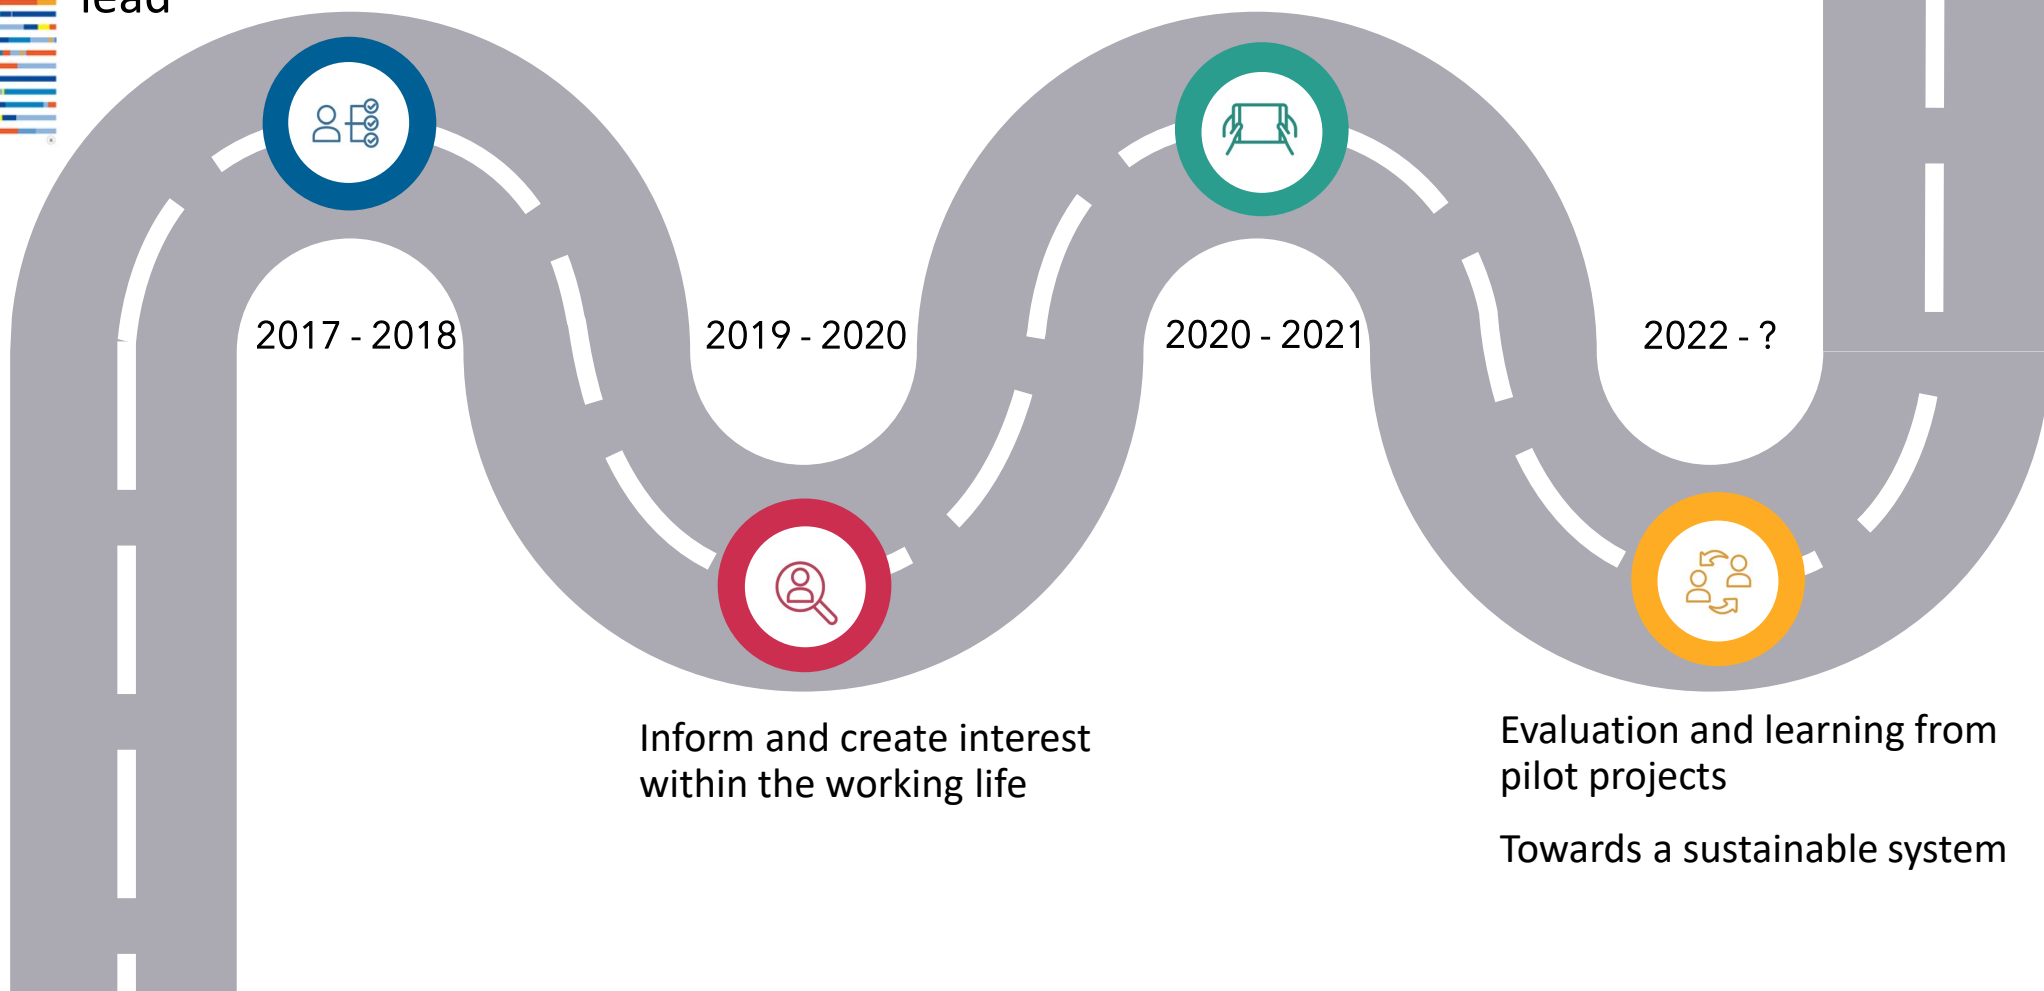 lead
2017 - 2018
2019 - 2020
2020 - 2021
2022 - ?
Inform and create interest
within the working life
Evaluation and learning from
pilot projects
Towards a sustainable system